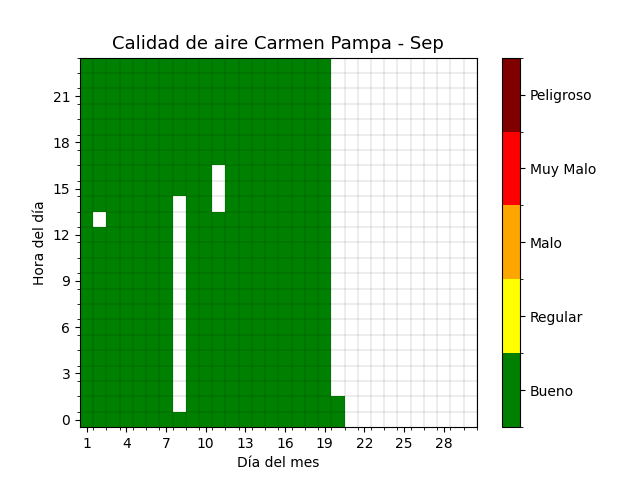 Calidad de aire Carmen Pampa - Sep
Hora del día
21
18
15
12
9
6
3
0
1 4 7 10 13 16 19 22 25 28
Día del mes
Peligroso
Muy Malo
Malo
Regular
Bueno